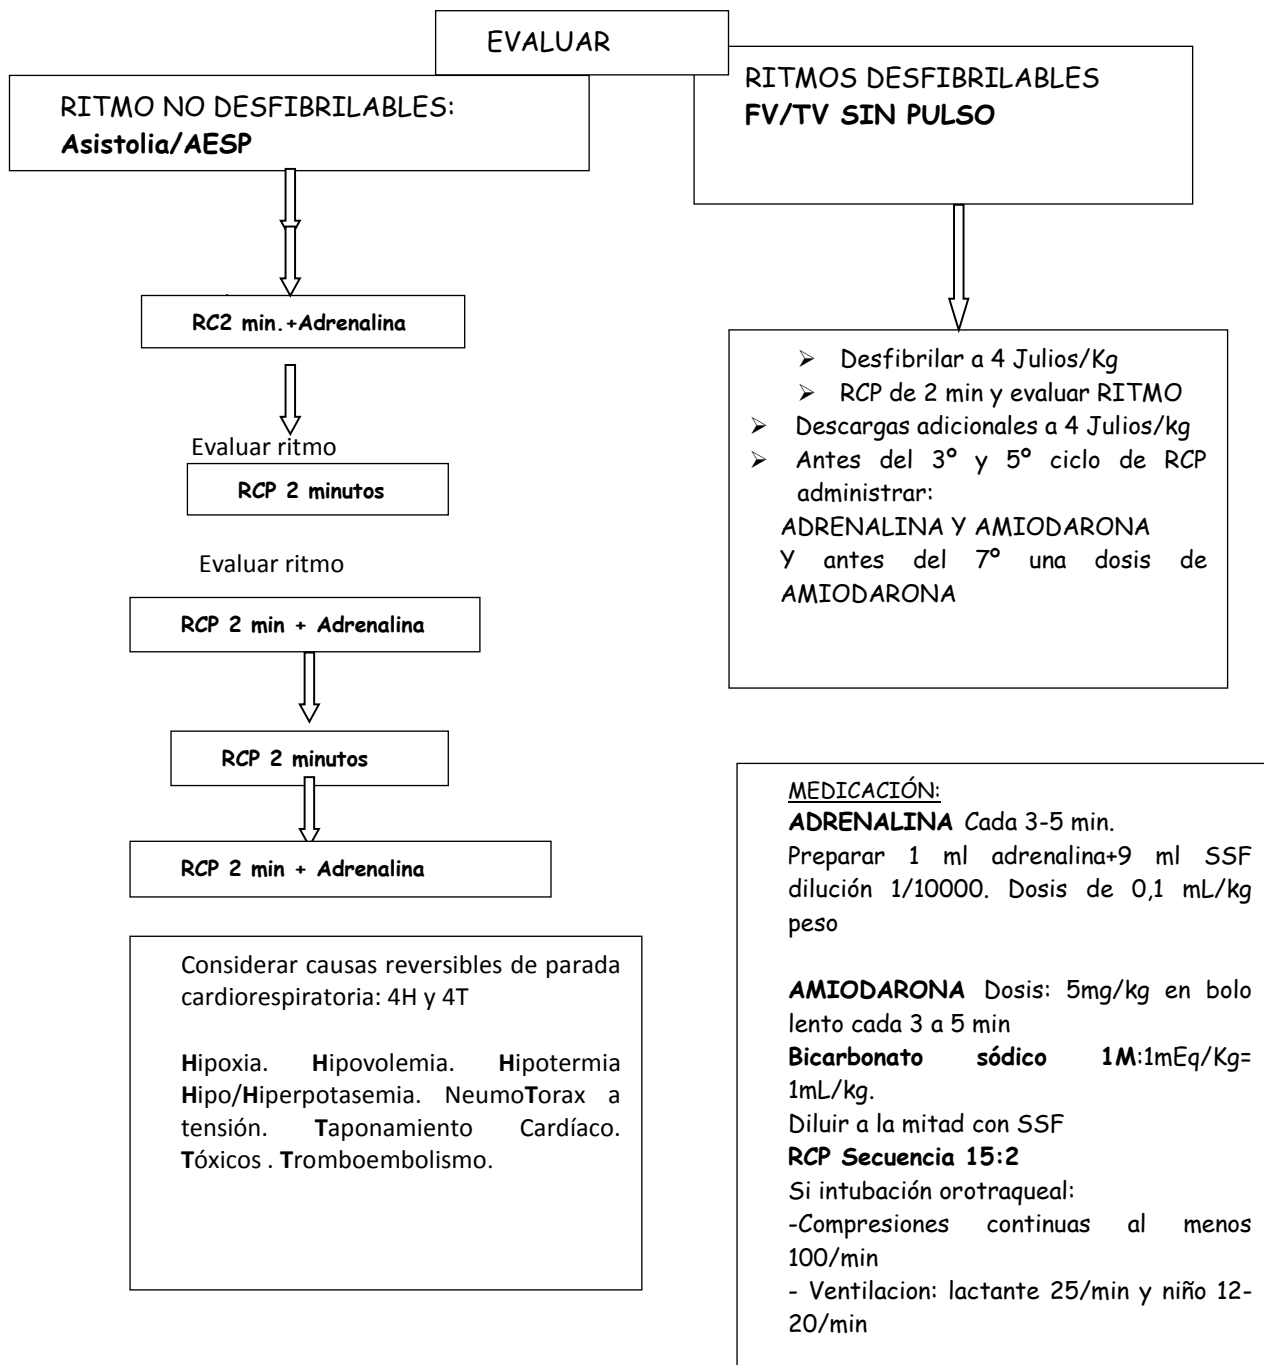 EVALUAR
RITMO NO DESFIBRILABLES:
Asistolia/AESP
RITMOS DESFIBRILABLES
FV/TV SIN PULSO
RC2 min.+Adrenalina
Evaluar ritmo
RCP 2 minutos
Evaluar ritmo
RCP 2 min + Adrenalina
RCP 2 minutos
RCP 2 min + Adrenalina
Considerar causas reversibles de parada
cardiorespiratoria: 4H y 4T
Hipoxia. Hipovolemia. Hipotermia
Hipo/Hiperpotasemia. NeumoTorax a
tensión. Taponamiento Cardíaco.
Tóxicos . Tromboembolismo.
➢ Desfibrilar a 4 Julios/Kg
➢ RCP de 2 min y evaluar RITMO
➢ Descargas adicionales a 4 Julios/kg
➢ Antes del 3º y 5º ciclo de RCP
administrar:
ADRENALINA Y AMIODARONA
Y antes del 7º una dosis de
AMIODARONA
MEDICACIÓN:
ADRENALINA Cada 3-5 min.
Preparar 1 ml adrenalina+9 ml SSF
dilución 1/10000. Dosis de 0,1 mL/kg
peso
AMIODARONA Dosis: 5mg/kg en bolo
lento cada 3 a 5 min
Bicarbonato sódico 1M:1mEq/Kg=
1mL/kg.
Diluir a la mitad con SSF
RCP Secuencia 15:2
Si intubación orotraqueal:
-Compresiones continuas al menos
100/min
- Ventilacion: lactante 25/min y niño 12-
20/min